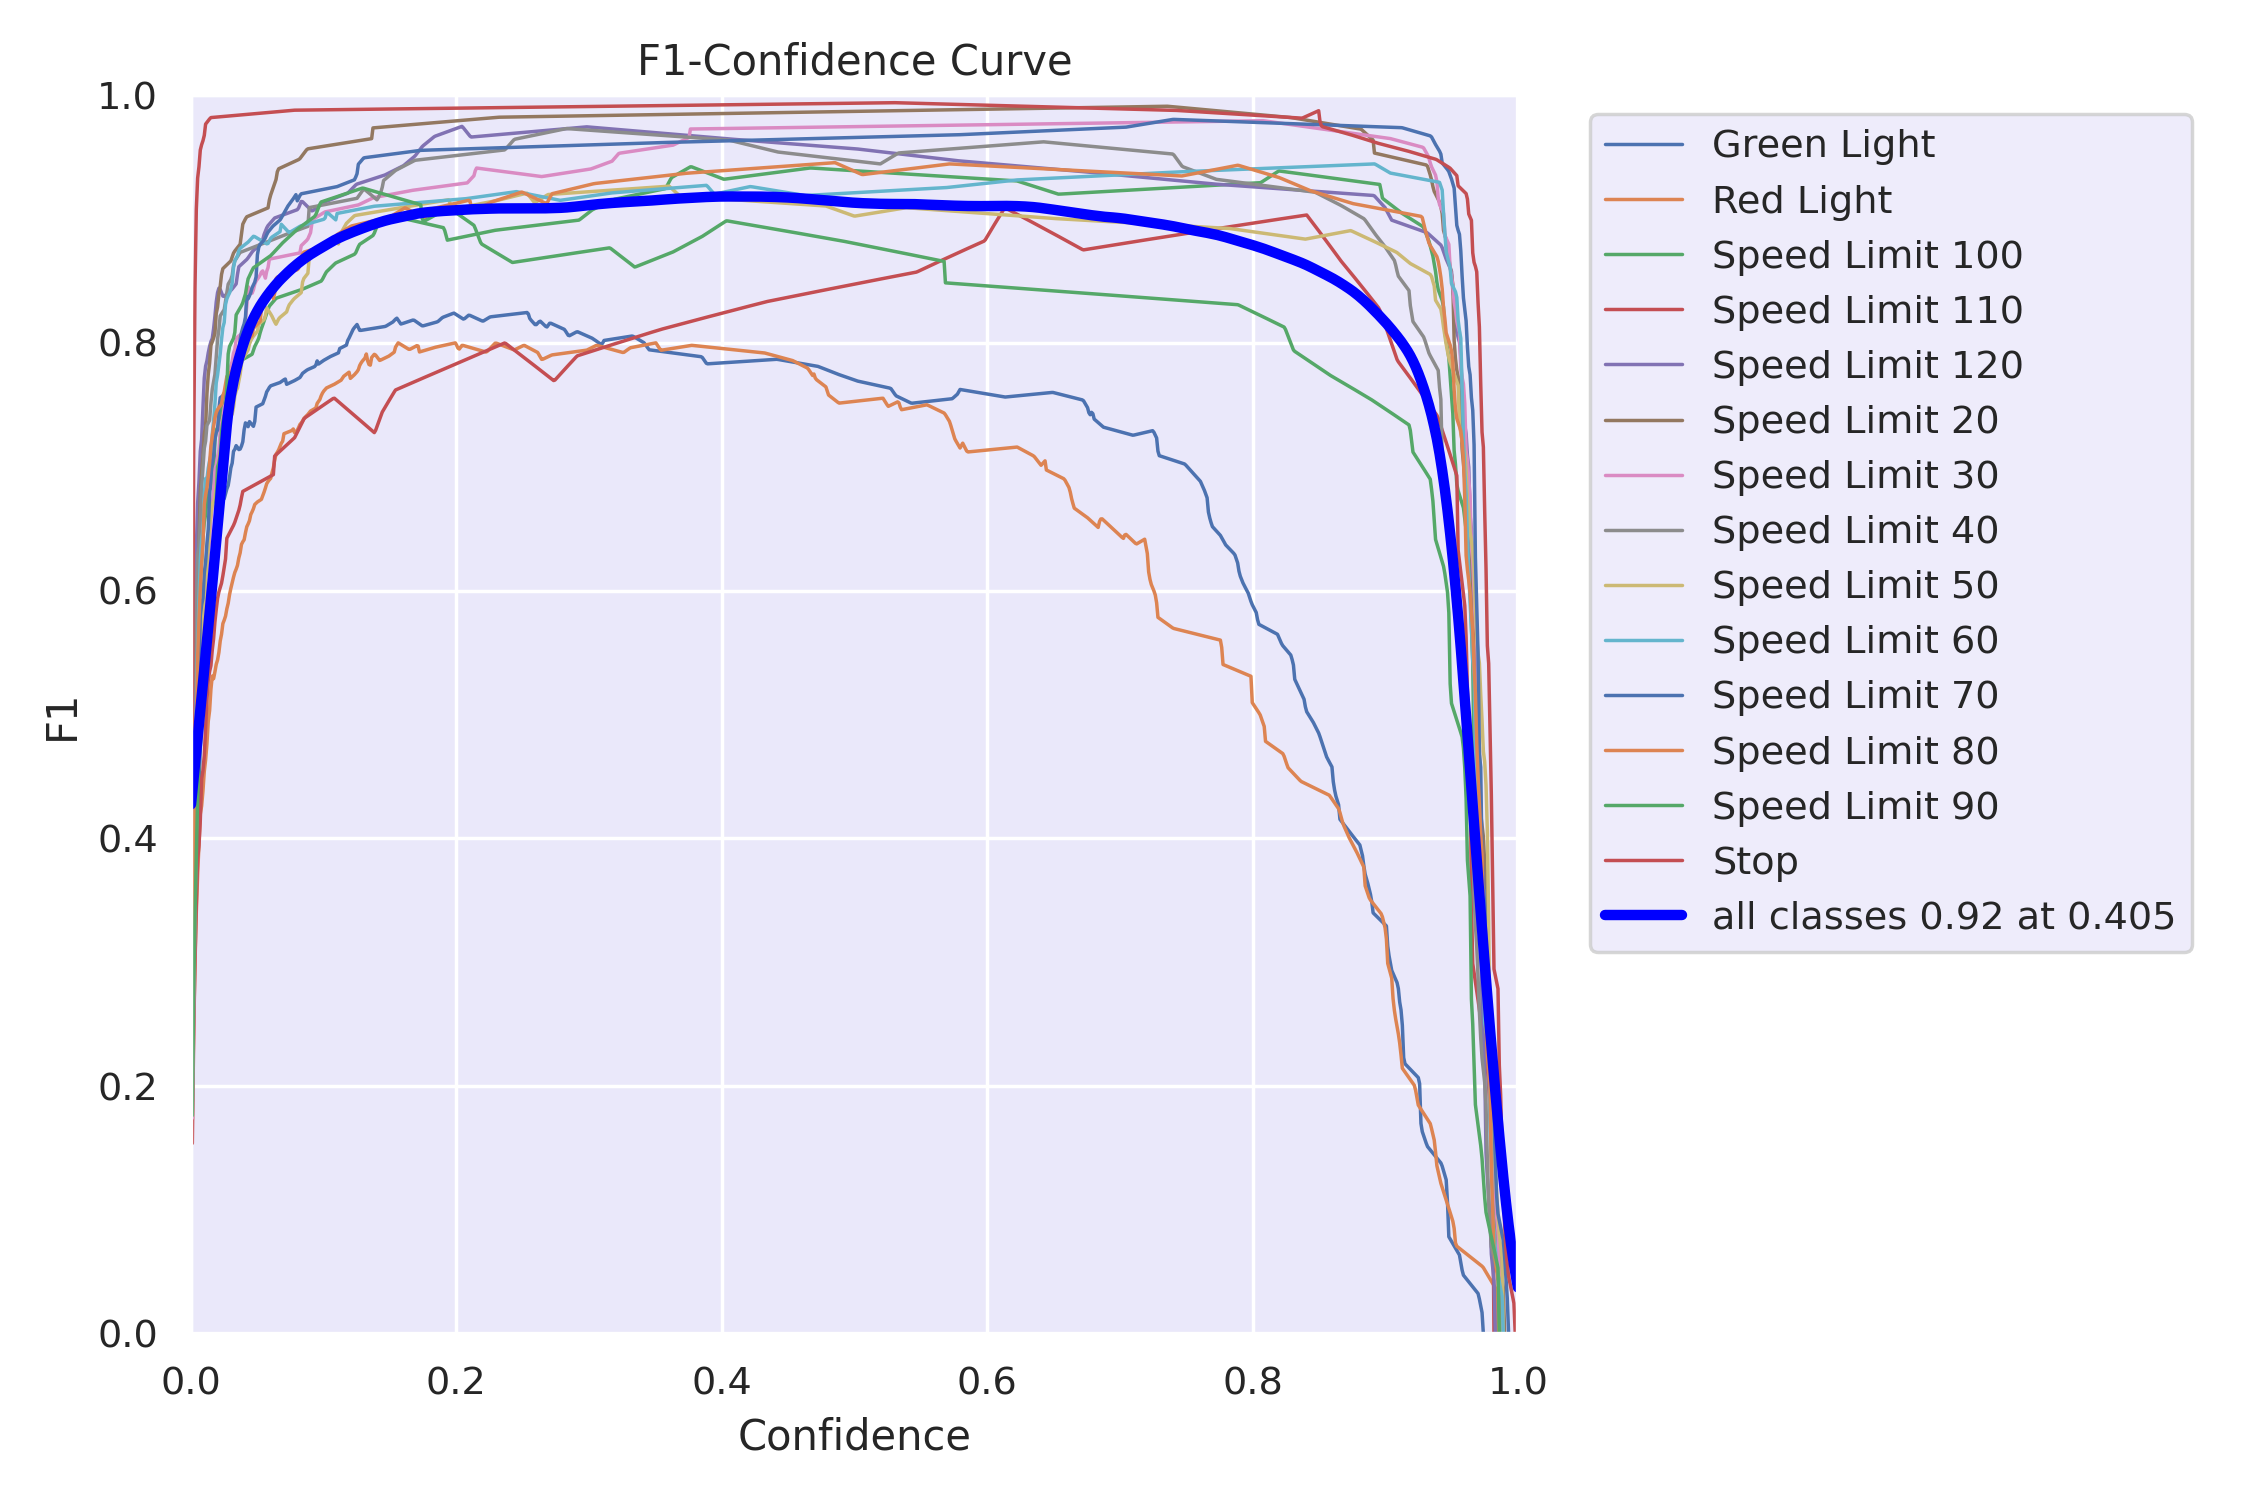 F1-Confidence Curve
1.0
0.8
0.6
0.4
0.2
0.0
F1
0.0 0.2 0.4 0.6 0.8 1.0
Confidence
Green Light
Red Light
Speed Limit 100
Speed Limit 110
Speed Limit 120
Speed Limit 20
Speed Limit 30
Speed Limit 40
Speed Limit 50
Speed Limit 60
Speed Limit 70
Speed Limit 80
Speed Limit 90
Stop
all classes 0.92 at 0.405